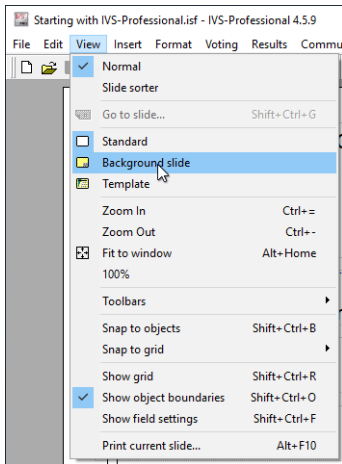 Starting with IVS-Professional.isf - IVS-Professional 4.5.9
File Edit View Insert Format Voting Results Commu
Normal
Slide sorter
Go to slide... Shift+Ctrl+G
Standard
Background slide
Template
Zoom In Ctrl+=
Zoom Out Ctrl+-
Fit to window Alt+Home
100%
Toolbars
Snap to objects Shift+Ctrl+B
Snap to grid
Show grid Shift+Ctrl+R
Show object boundaries Shift+Ctrl+O
Show field settings Shift+Ctrl+F
Print current slide... Alt+F10